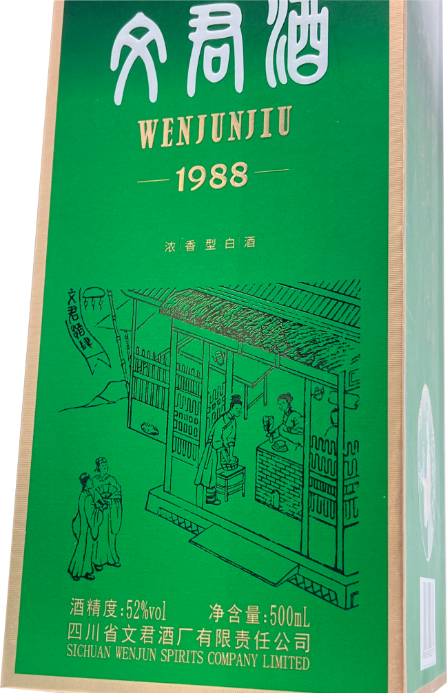 文君酒
WENJUNJIU
1988
浓香型白酒
文君酒肆
酒精度:52%vol 净含量:500mL
四川省文君酒厂有限责任公司
SICHUAN WENJUN SPIRITS COMPANY LIMITED